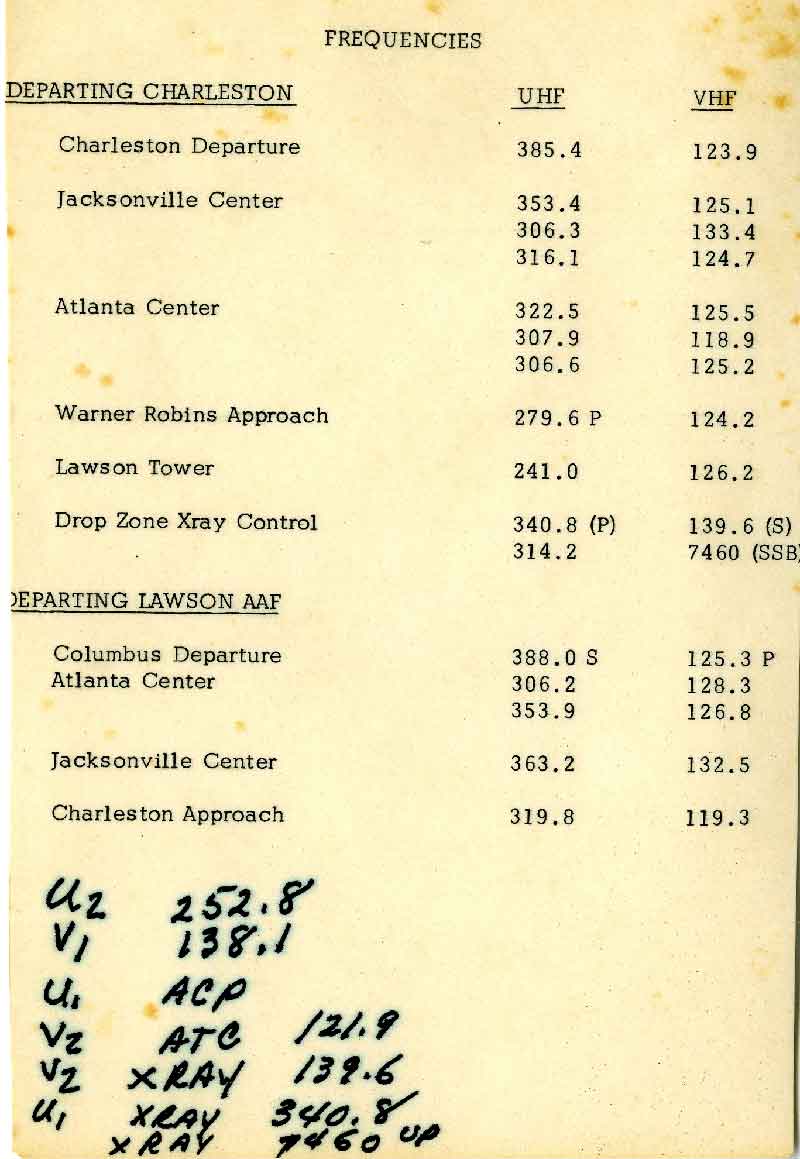 FREQUENCIES
DEPARTING CHARLESTON UHF VHF
Charleston Departure 385.4 123.9
Jacksonville Center 353.4 125.1
306.3 133.4
316.1 124.7
Atlanta Center 322.5 125.5
307.9 118.9
306.6 125.2
Warner Robins Approach 279.6 P 124.2
Lawson Tower 241.0 126.2
Drop Zone Xray Control 340.8 (P) 139.6 (S)
314.2 7460 (SSB)
DEPARTING LAWSON AAF
Columbus Departure 388.0 S 125.3 P
Atlanta Center 306.2 128.3
353.9 126.8
Jacksonville Center 363.2 132.5
Charleston Approach 319.8 119.3
U2 252.8
V1 138.1
U1 ACP
V2 ATC 121.9
V2 XRAY 139.6
U1 XRAY 340.8
XRAY 7460 UP